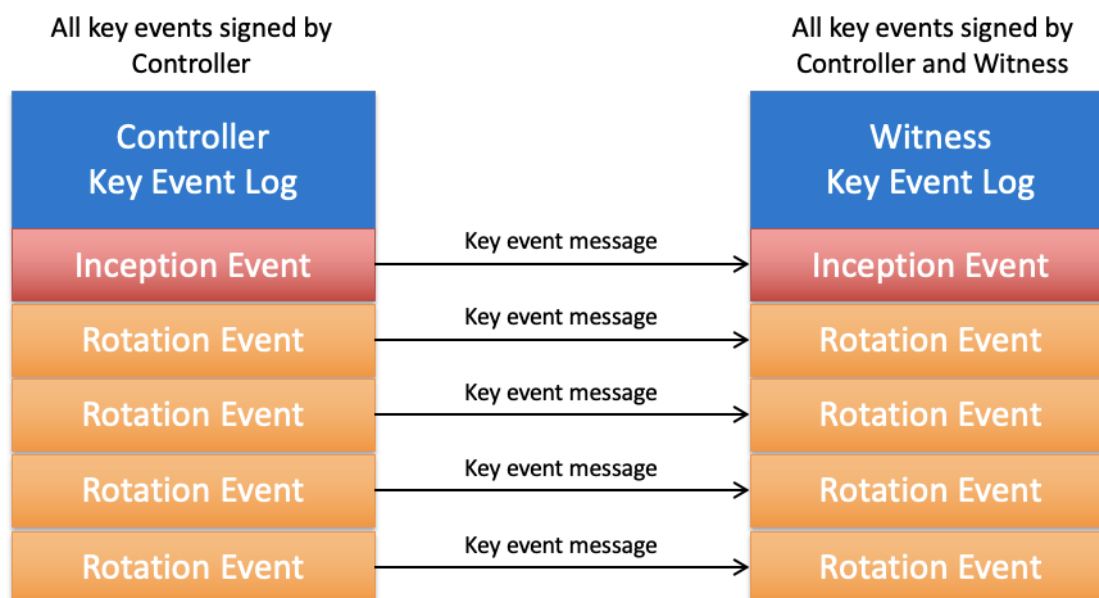 All key events signed by
Controller
All key events signed by
Controller and Witness
Controller
Key Event Log
Witness
Key Event Log
Inception Event
Key event message
Inception Event
Rotation Event
Key event message
Rotation Event
Rotation Event
Key event message
Rotation Event
Rotation Event
Key event message
Rotation Event
Rotation Event
Key event message
Rotation Event